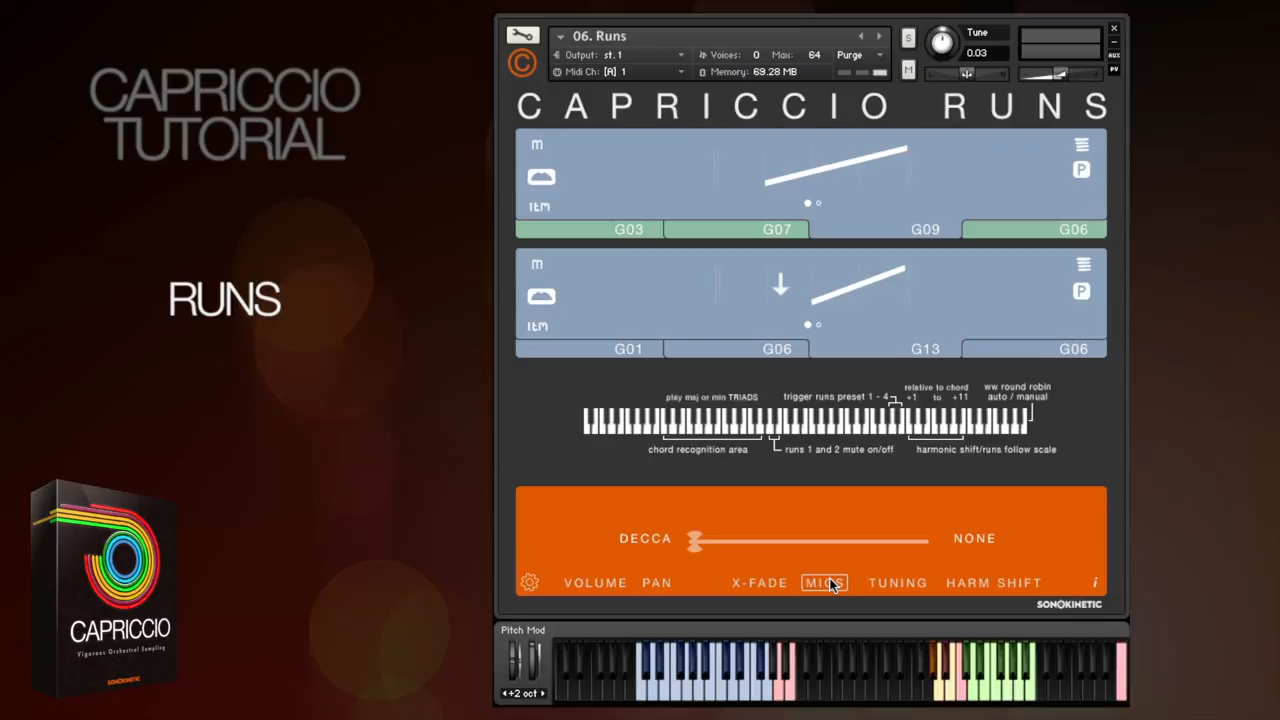 CAPRICCIO
TUTORIAL
RUNS
CAPRICCIO
Vigorous Orchestral Sampling
SONOKINETIC
06. Runs
Output: st.1
Voices: 0 Max: 64 Purge
Midi Ch: [A] 1
Memory: 69.28 MB
S
M
Tune
0.03
AUX
PV
CAPRICCIO RUNS
m
P
G03 G07 G09 G06
m
P
G01 G06 G13 G06
play maj or min TRIADS
trigger runs preset 1 - 4
relative to chord
+1 to +11
ww round robin
auto / manual
chord recognition area
runs 1 and 2 mute on/off
harmonic shift/runs follow scale
DECCA NONE
VOLUME PAN X-FADE MICS TUNING HARM SHIFT i
SONOKINETIC
Pitch Mod
+2 oct